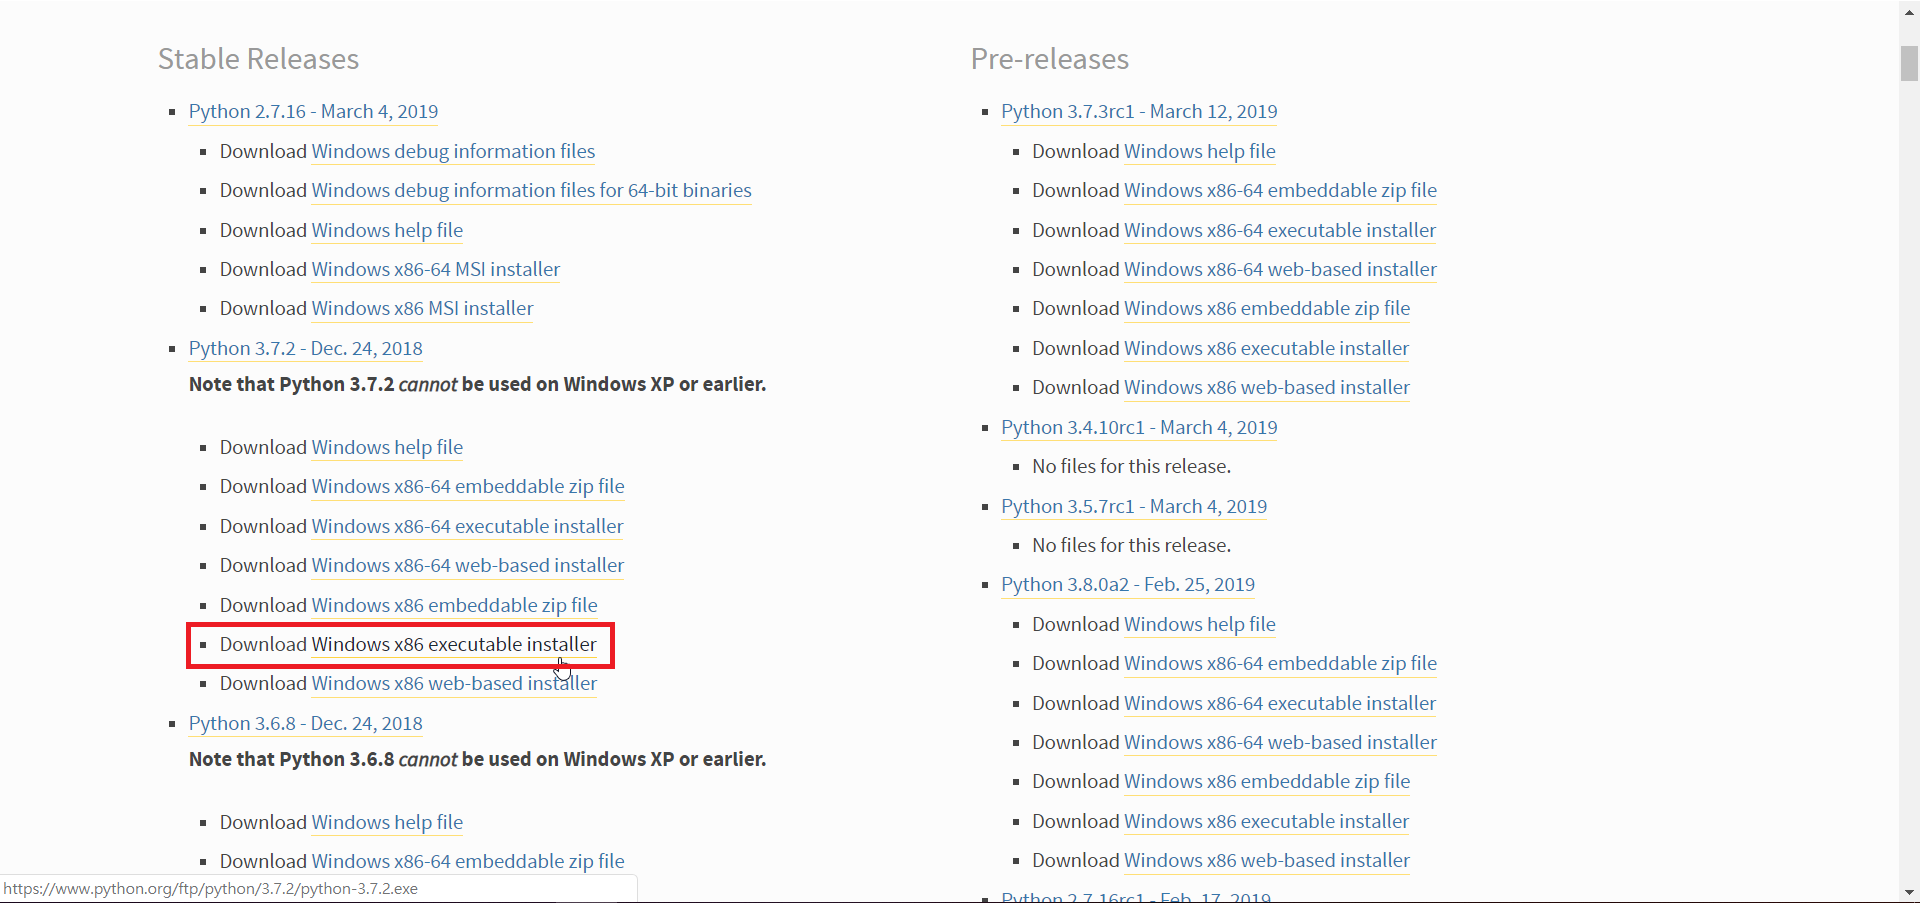 Stable Releases
Python 2.7.16 - March 4, 2019
Download Windows debug information files
Download Windows debug information files for 64-bit binaries
Download Windows help file
Download Windows x86-64 MSI installer
Download Windows x86 MSI installer
Python 3.7.2 - Dec. 24, 2018
Note that Python 3.7.2 cannot be used on Windows XP or earlier.
Download Windows help file
Download Windows x86-64 embeddable zip file
Download Windows x86-64 executable installer
Download Windows x86-64 web-based installer
Download Windows x86 embeddable zip file
Download Windows x86 executable installer
Download Windows x86 web-based installer
Python 3.6.8 - Dec. 24, 2018
Note that Python 3.6.8 cannot be used on Windows XP or earlier.
Download Windows help file
Download Windows x86-64 embeddable zip file
https://www.python.org/ftp/python/3.7.2/python-3.7.2.exe
Pre-releases
Python 3.7.3rc1 - March 12, 2019
Download Windows help file
Download Windows x86-64 embeddable zip file
Download Windows x86-64 executable installer
Download Windows x86-64 web-based installer
Download Windows x86 embeddable zip file
Download Windows x86 executable installer
Download Windows x86 web-based installer
Python 3.4.10rc1 - March 4, 2019
No files for this release.
Python 3.5.7rc1 - March 4, 2019
No files for this release.
Python 3.8.0a2 - Feb. 25, 2019
Download Windows help file
Download Windows x86-64 embeddable zip file
Download Windows x86-64 executable installer
Download Windows x86-64 web-based installer
Download Windows x86 embeddable zip file
Download Windows x86 executable installer
Download Windows x86 web-based installer
Python 2.7.16rc1 - Feb. 17, 2019